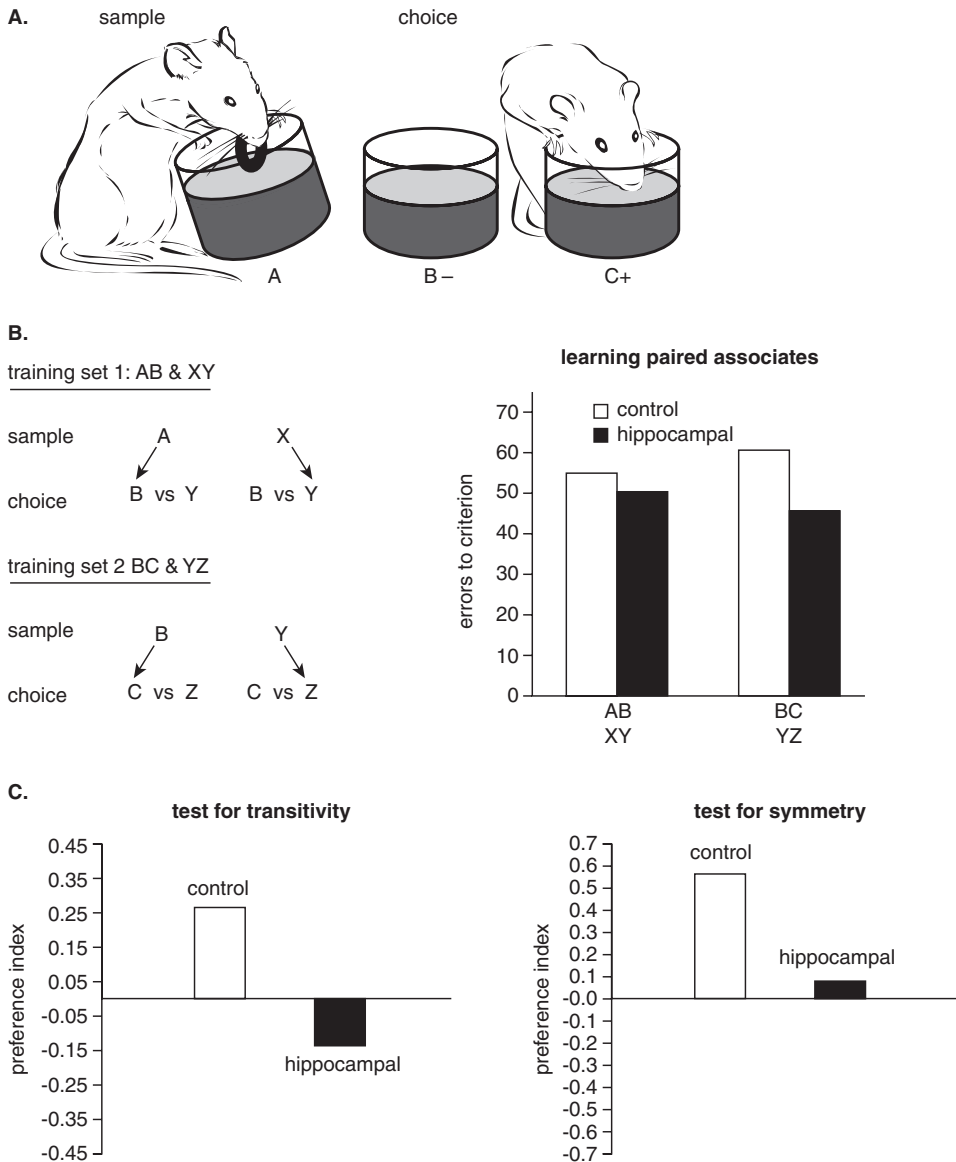 A.
sample choice
A B – C+
B.
training set 1: AB & XY
sample A X
choice B vs Y B vs Y
training set 2 BC & YZ
sample B Y
choice C vs Z C vs Z
learning paired associates
control
hippocampal
errors to criterion
70
60
50
40
30
20
10
0
AB BC
XY YZ
C.
test for transitivity
preference index
0.45
0.35
0.25
0.15
0.05
-0.05
-0.15
-0.25
-0.35
-0.45
control
hippocampal
test for symmetry
preference index
0.7
0.6
0.5
0.4
0.3
0.2
0.1
-0.0
-0.1
-0.2
-0.3
-0.4
-0.5
-0.6
-0.7
control
hippocampal